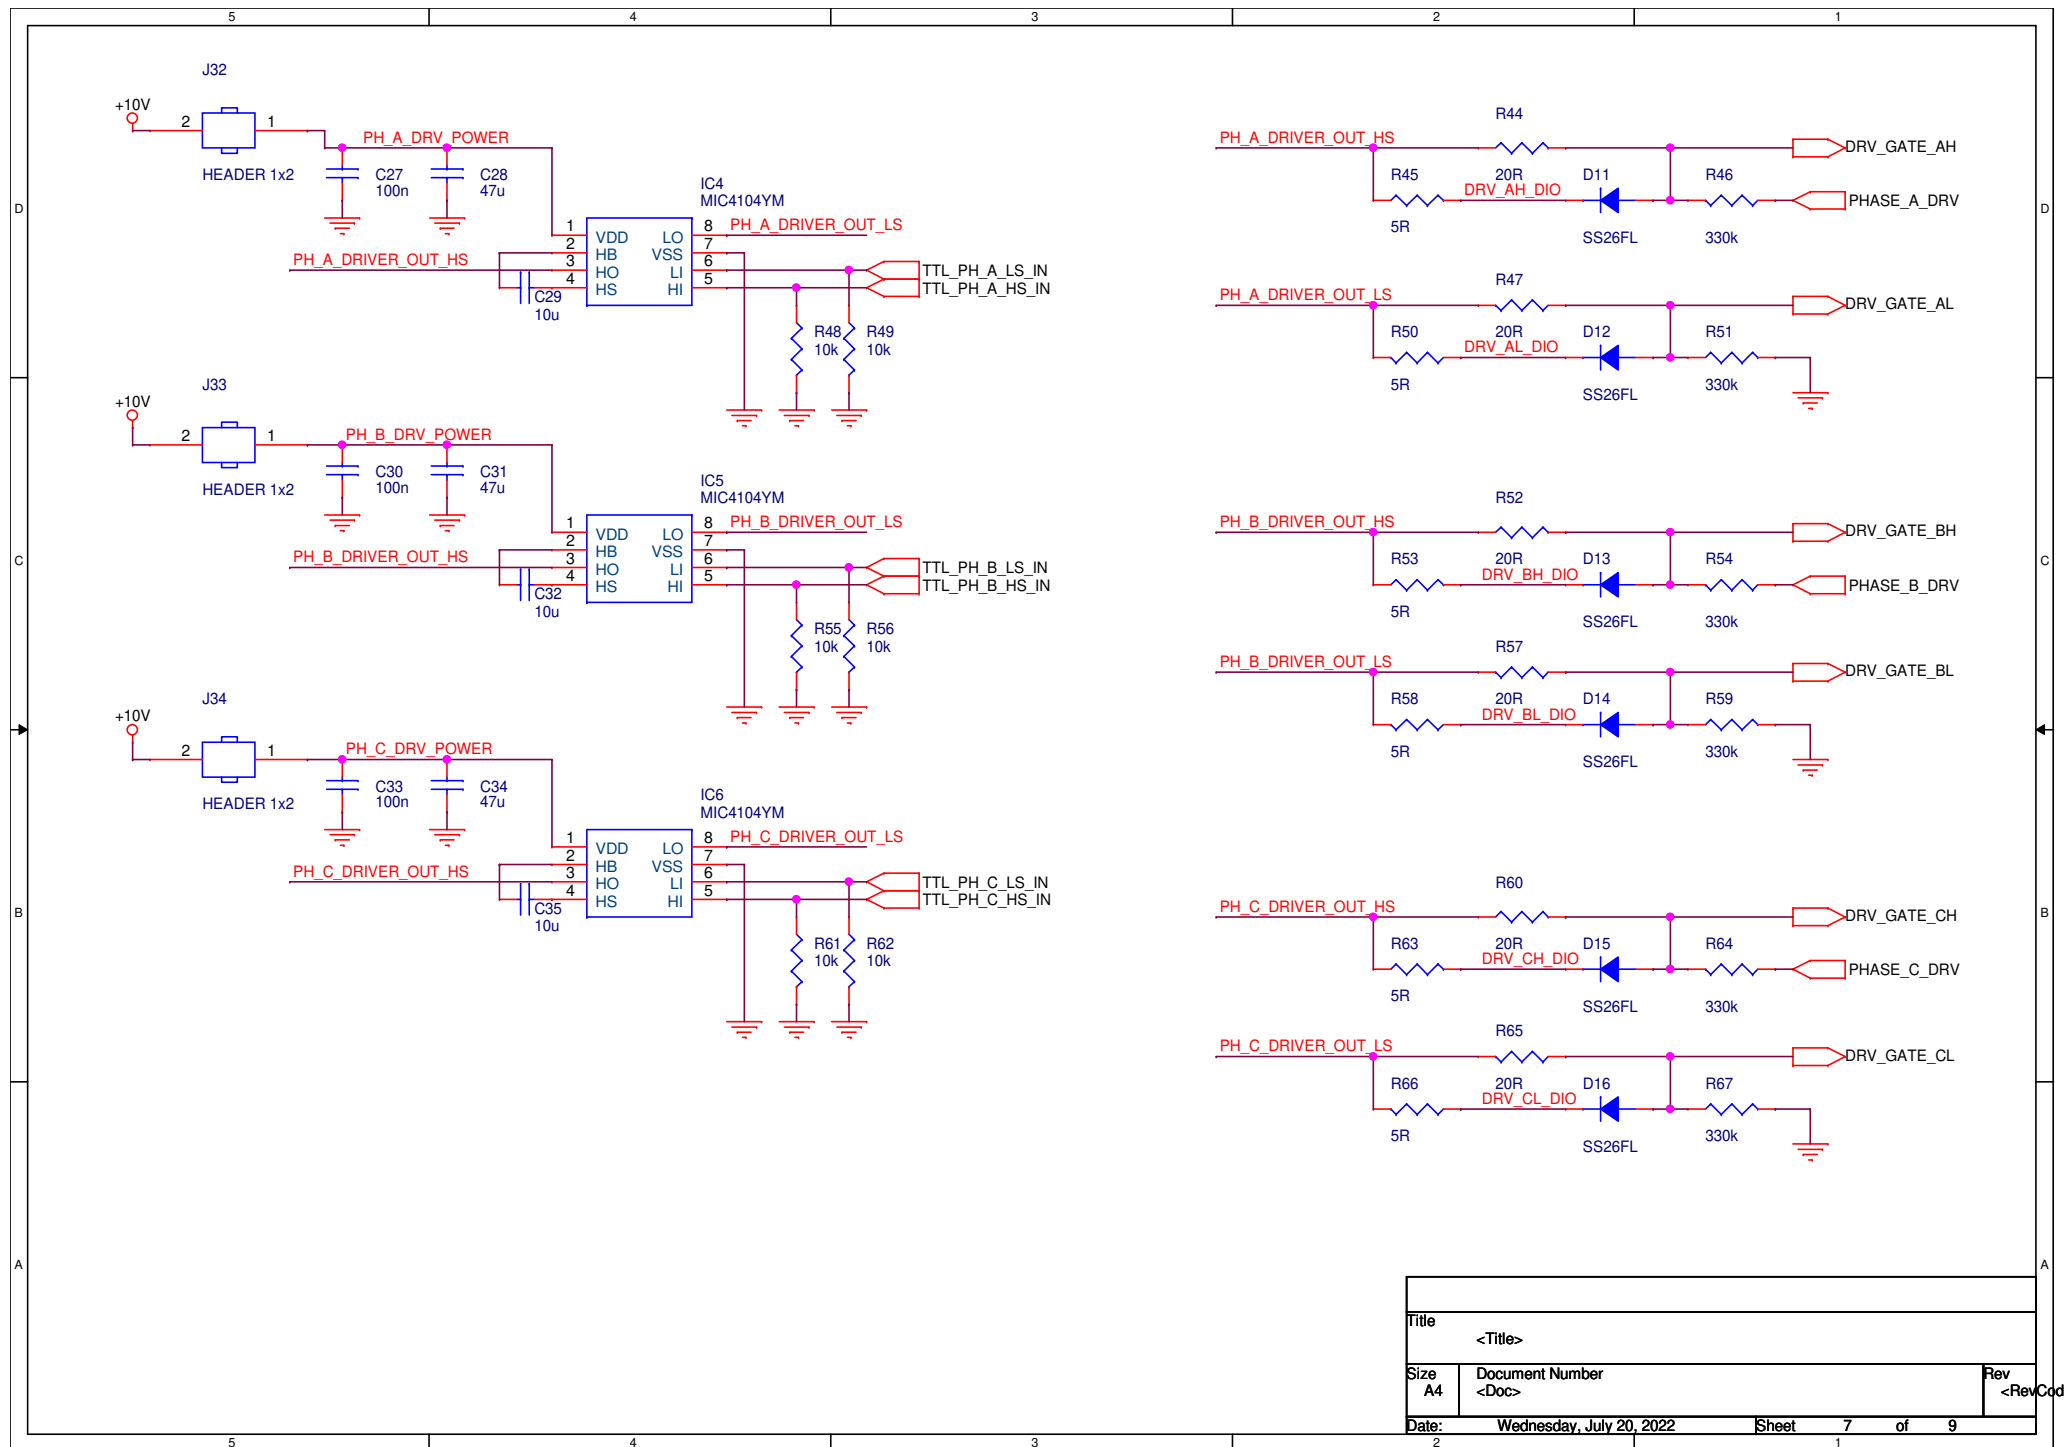 5 4 3 2 1
D
C
B
A
J32
+10V
2 1
HEADER 1x2
PH_A_DRV_POWER
C27
100n
C28
47u
IC4
MIC4104YM
1 VDD LO 8 PH_A_DRIVER_OUT_LS
2 HB VSS 7
PH_A_DRIVER_OUT_HS 3 HO LI 6 TTL_PH_A_LS_IN
4 HS HI 5 TTL_PH_A_HS_IN
C29
10u
R48
10k
R49
10k
J33
+10V
2 1
HEADER 1x2
PH_B_DRV_POWER
C30
100n
C31
47u
IC5
MIC4104YM
1 VDD LO 8 PH_B_DRIVER_OUT_LS
2 HB VSS 7
PH_B_DRIVER_OUT_HS 3 HO LI 6 TTL_PH_B_LS_IN
4 HS HI 5 TTL_PH_B_HS_IN
C32
10u
R55
10k
R56
10k
J34
+10V
2 1
HEADER 1x2
PH_C_DRV_POWER
C33
100n
C34
47u
IC6
MIC4104YM
1 VDD LO 8 PH_C_DRIVER_OUT_LS
2 HB VSS 7
PH_C_DRIVER_OUT_HS 3 HO LI 6 TTL_PH_C_LS_IN
4 HS HI 5 TTL_PH_C_HS_IN
C35
10u
R61
10k
R62
10k
R44
PH_A_DRIVER_OUT_HS DRV_GATE_AH
R45 20R D11 R46
DRV_AH_DIO PHASE_A_DRV
5R SS26FL 330k
R47
PH_A_DRIVER_OUT_LS DRV_GATE_AL
R50 20R D12 R51
DRV_AL_DIO
5R SS26FL 330k
R52
PH_B_DRIVER_OUT_HS DRV_GATE_BH
R53 20R D13 R54
DRV_BH_DIO PHASE_B_DRV
5R SS26FL 330k
R57
PH_B_DRIVER_OUT_LS DRV_GATE_BL
R58 20R D14 R59
DRV_BL_DIO
5R SS26FL 330k
R60
PH_C_DRIVER_OUT_HS DRV_GATE_CH
R63 20R D15 R64
DRV_CH_DIO PHASE_C_DRV
5R SS26FL 330k
R65
PH_C_DRIVER_OUT_LS DRV_GATE_CL
R66 20R D16 R67
DRV_CL_DIO
5R SS26FL 330k
D
C
B
A
Title
<Title>
Size Document Number Rev
A4 <Doc> <RevCod
Date: Wednesday, July 20, 2022 Sheet 7 of 9
5 4 3 2 1